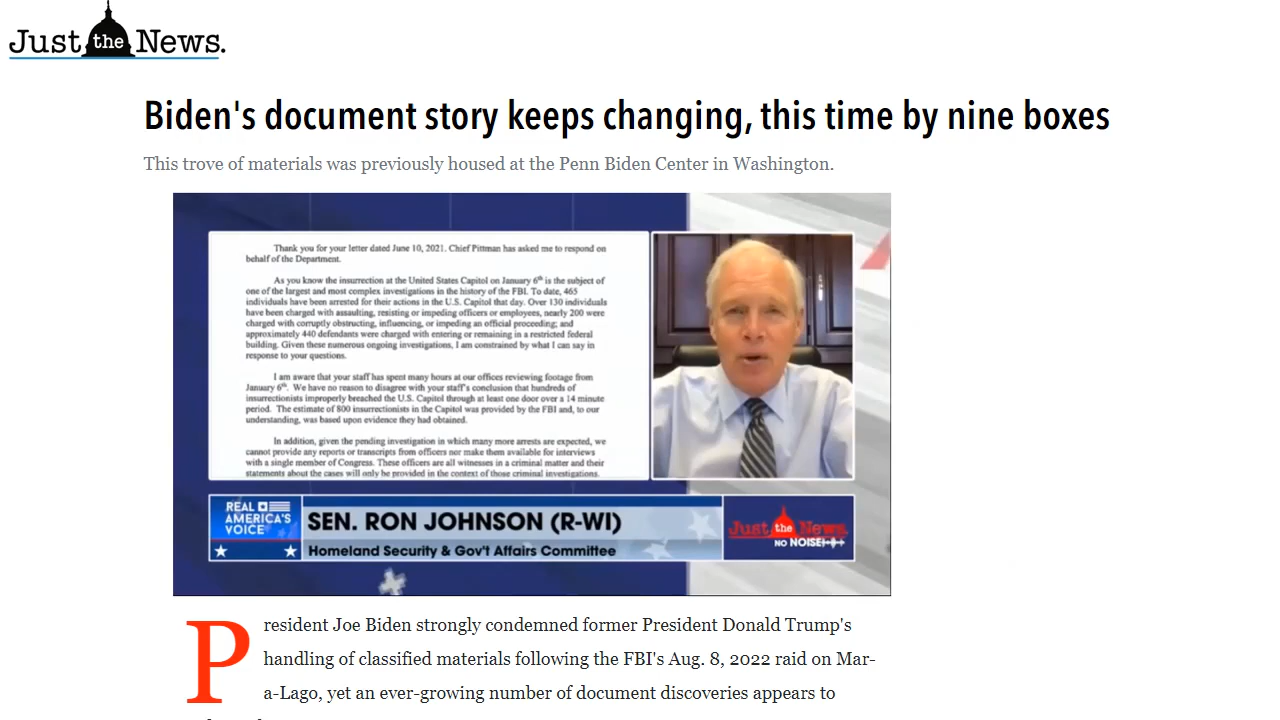 Just the News.
Biden's document story keeps changing, this time by nine boxes
This trove of materials was previously housed at the Penn Biden Center in Washington.
Thank you for your letter dated June 10, 2021. Chief Pittman has asked me to respond on
behalf of the Department.
As you know the insurrection at the United States Capitol on January 6th is the subject of
one of the largest and most complex investigations in the history of the FBI. To date, 465
individuals have been arrested for their actions in the U.S. Capitol that day. Over 130 individuals
have been charged with assaulting, resisting or impeding officers or employees, nearly 200 were
charged with corruptly obstructing, influencing, or impeding an official proceeding; and
approximately 440 defendants were charged with entering or remaining in a restricted federal
building. Given these numerous ongoing investigations, I am constrained by what I can say in
response to your questions.
I am aware that your staff has spent many hours at our offices reviewing footage from
January 6th. We have no reason to disagree with your staff's conclusion that hundreds of
insurrectionists improperly breached the U.S. Capitol through at least one door over a 14 minute
period. The estimate of 800 insurrectionists in the Capitol was provided by the FBI and, to our
understanding, was based upon evidence they had obtained.
In addition, given the pending investigation in which many more arrests are expected, we
cannot provide any reports or transcripts from officers nor make them available for interviews
with a single member of Congress. These officers are all witnesses in a criminal matter and their
statements about the cases will only be provided in the context of those criminal investigations.
REAL
AMERICA'S
VOICE
SEN. RON JOHNSON (R-WI)
Homeland Security & Gov't Affairs Committee
Just the News.
NO NOISE
President Joe Biden strongly condemned former President Donald Trump's
handling of classified materials following the FBI's Aug. 8, 2022 raid on Mar-
a-Lago, yet an ever-growing number of document discoveries appears to